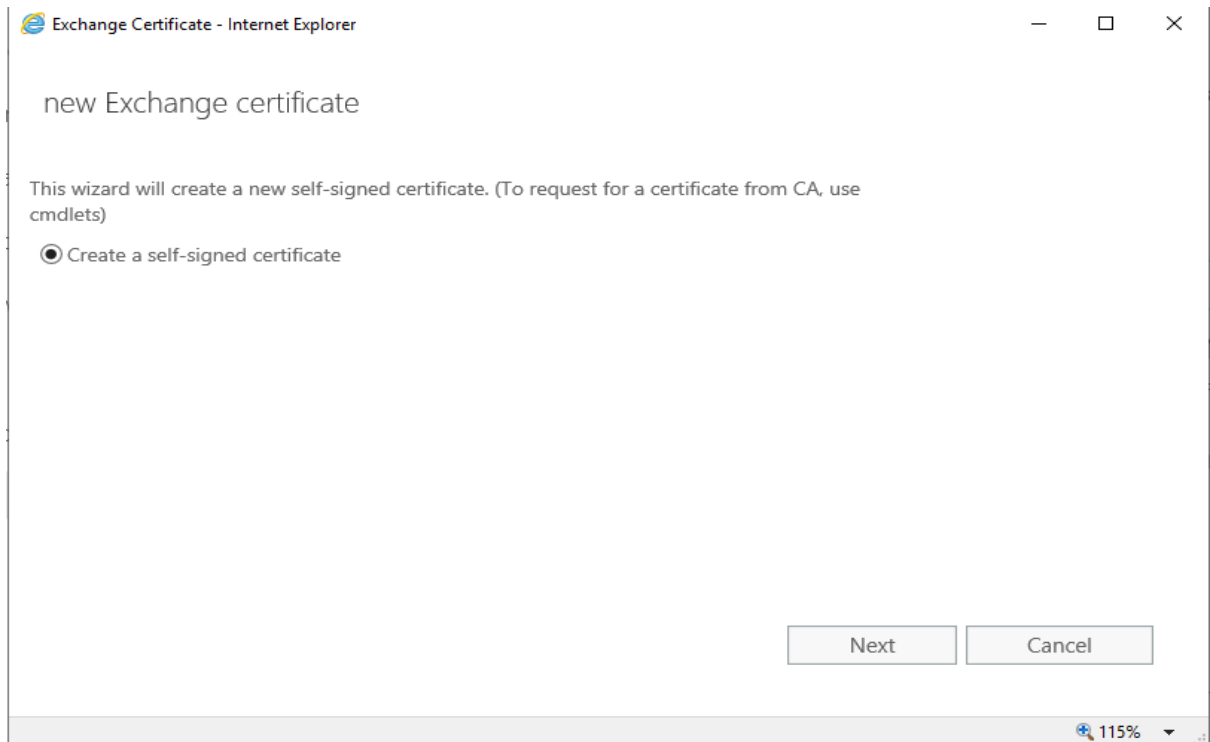 Exchange Certificate - Internet Explorer
new Exchange certificate
This wizard will create a new self-signed certificate. (To request for a certificate from CA, use
cmdlets)
Create a self-signed certificate
Next
Cancel
115%